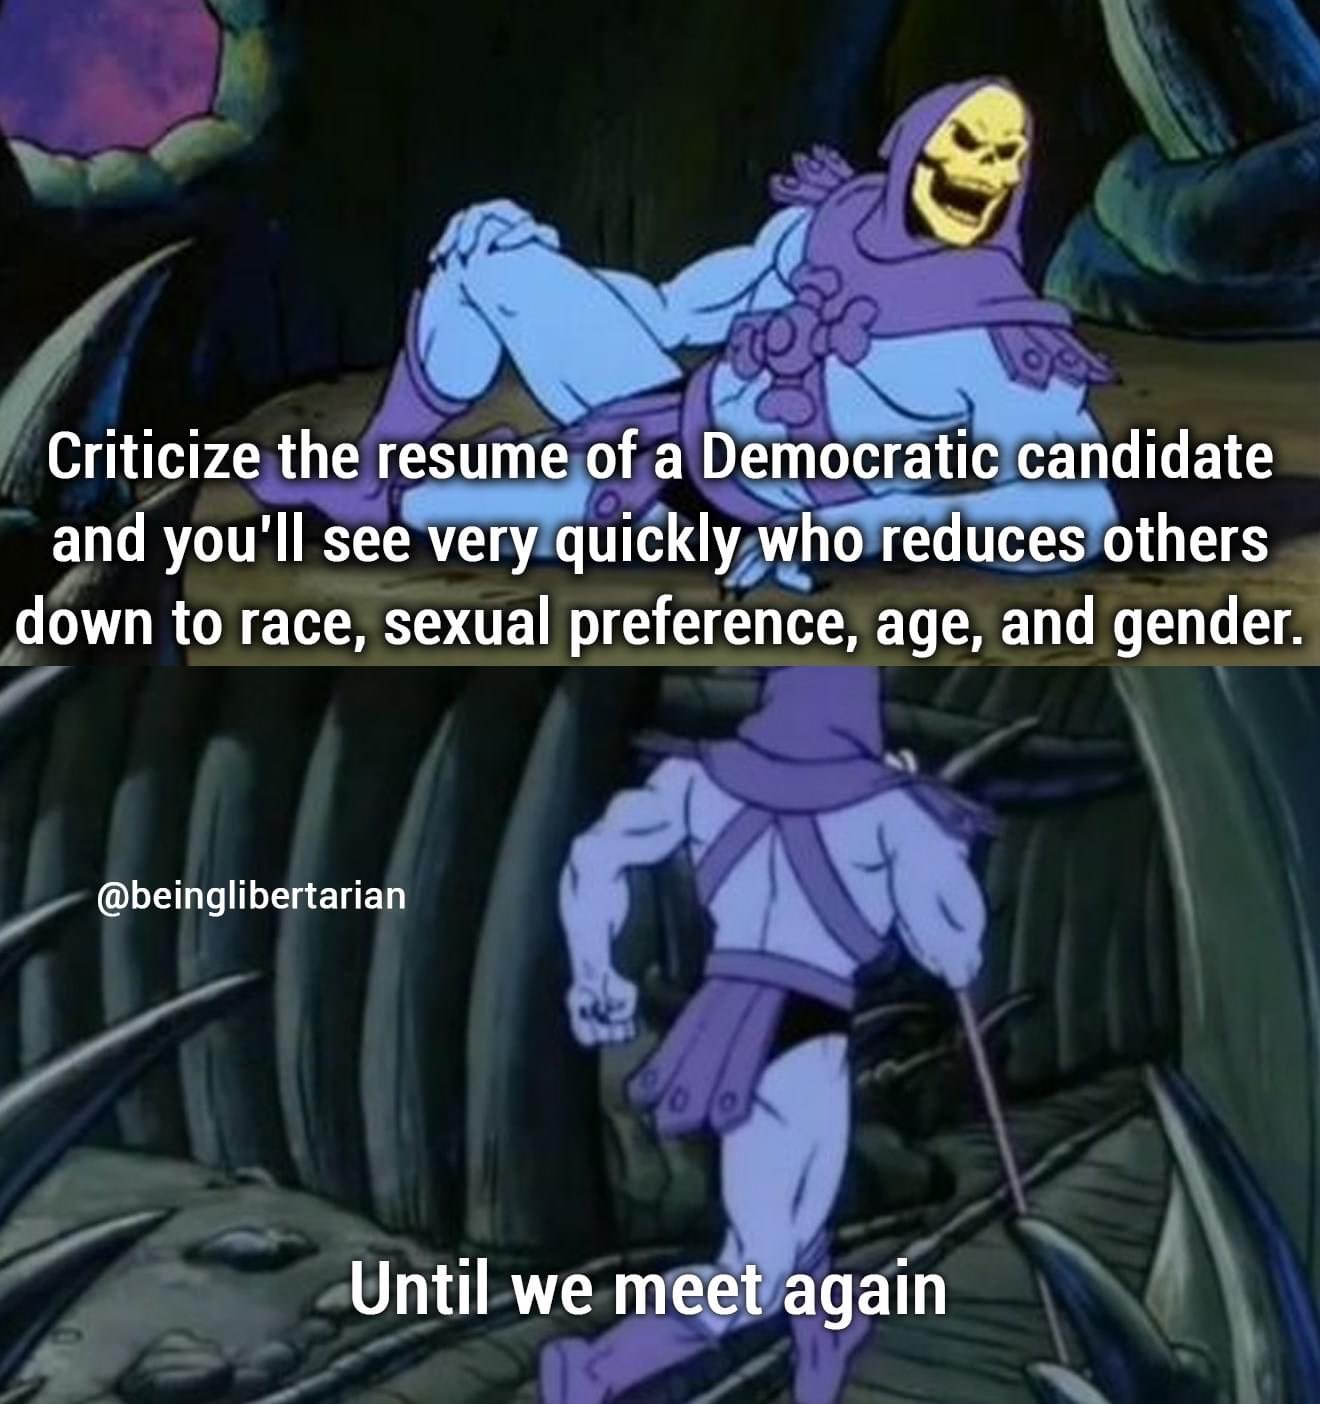 Criticize the resume of a Democratic candidate
and you'll see very quickly who reduces others
down to race, sexual preference, age, and gender.
@beinglibertarian
Until we meet again